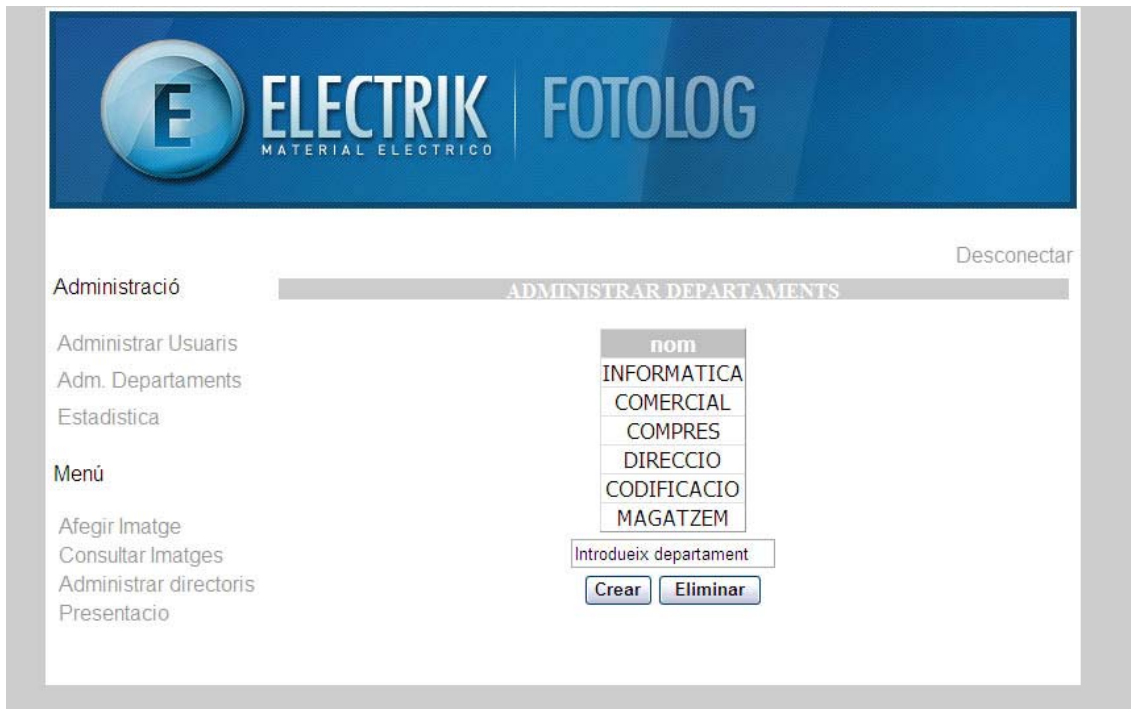 E
ELECTRIK
MATERIAL ELECTRICO
FOTOLOG
Desconectar
Administració
ADMINISTRAR DEPARTAMENTS
Administrar Usuaris
Adm. Departaments
Estadistica
Menú
Afegir Imatge
Consultar Imatges
Administrar directoris
Presentacio
nom
INFORMATICA
COMERCIAL
COMPRES
DIRECCIO
CODIFICACIO
MAGATZEM
Introdueix departament
Crear
Eliminar